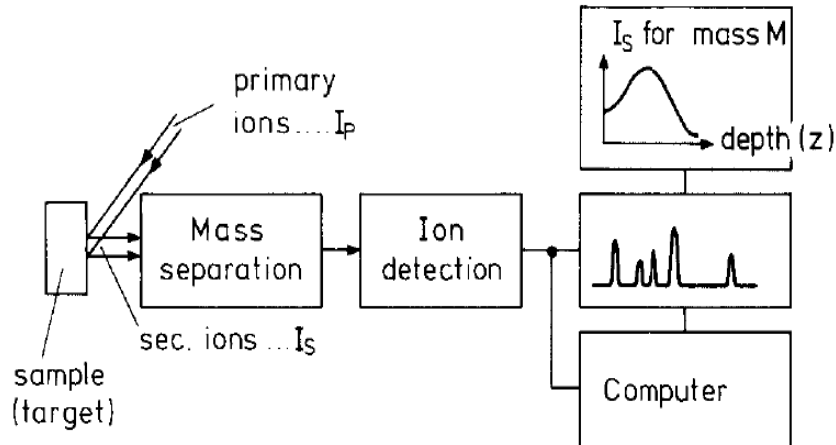 I_S for mass M
depth (z)
primary
ions.... I_P
Mass
separation
Ion
detection
sec. ions ... I_S
sample
(target)
Computer